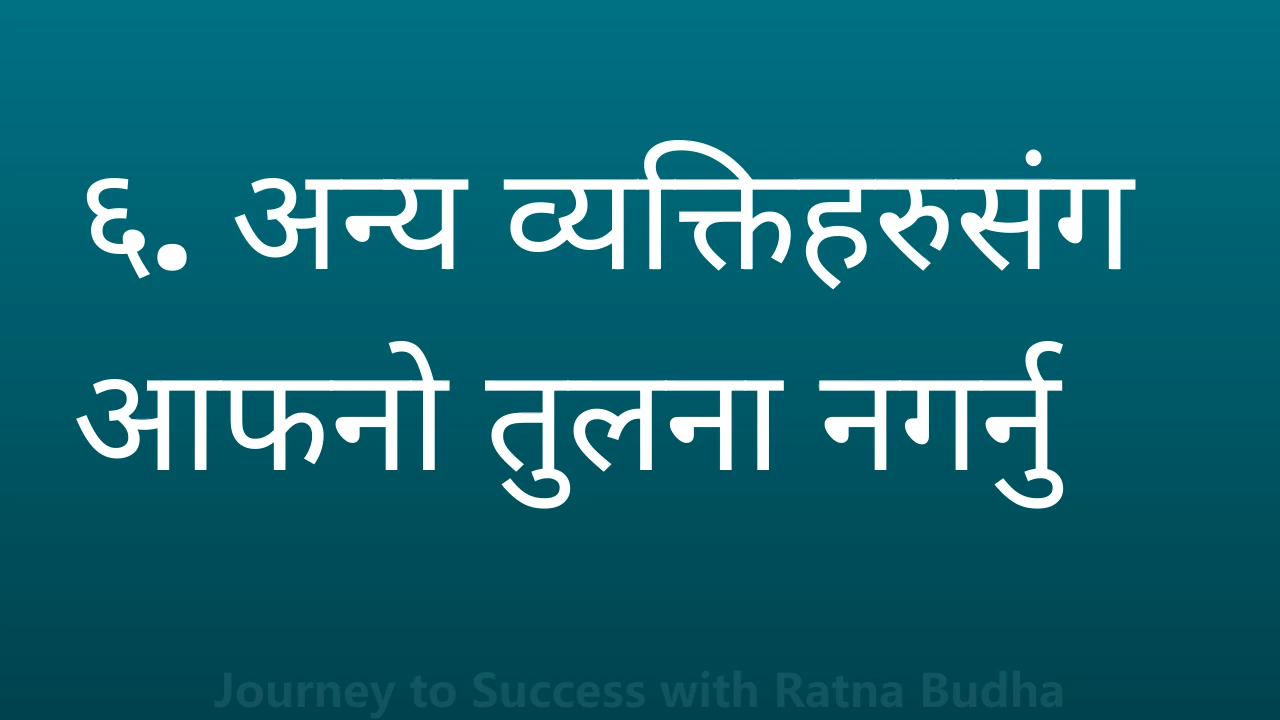 ६. अन्य व्यक्तिहरुसंग
आफनो तुलना नगर्नु
Journey to Success with Ratna Budha